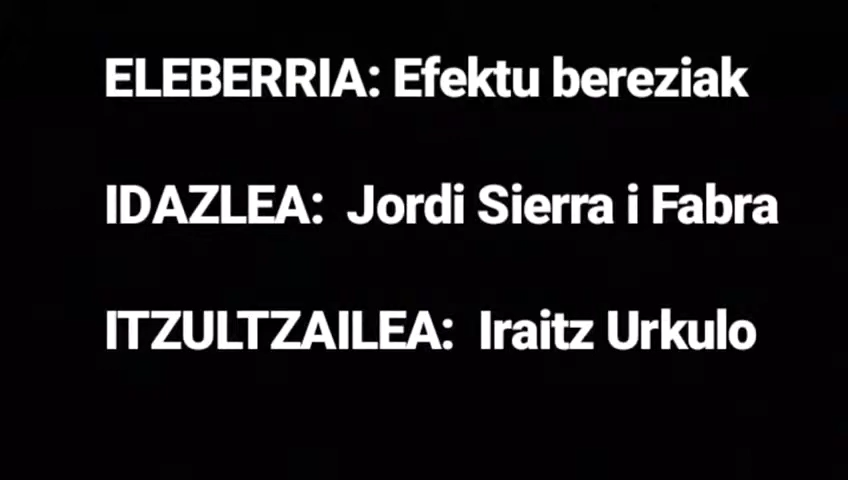 ELEBERRIA: Efektu bereziak
IDAZLEA: Jordi Sierra i Fabra
ITZULTZAILEA: Iraitz Urkulo